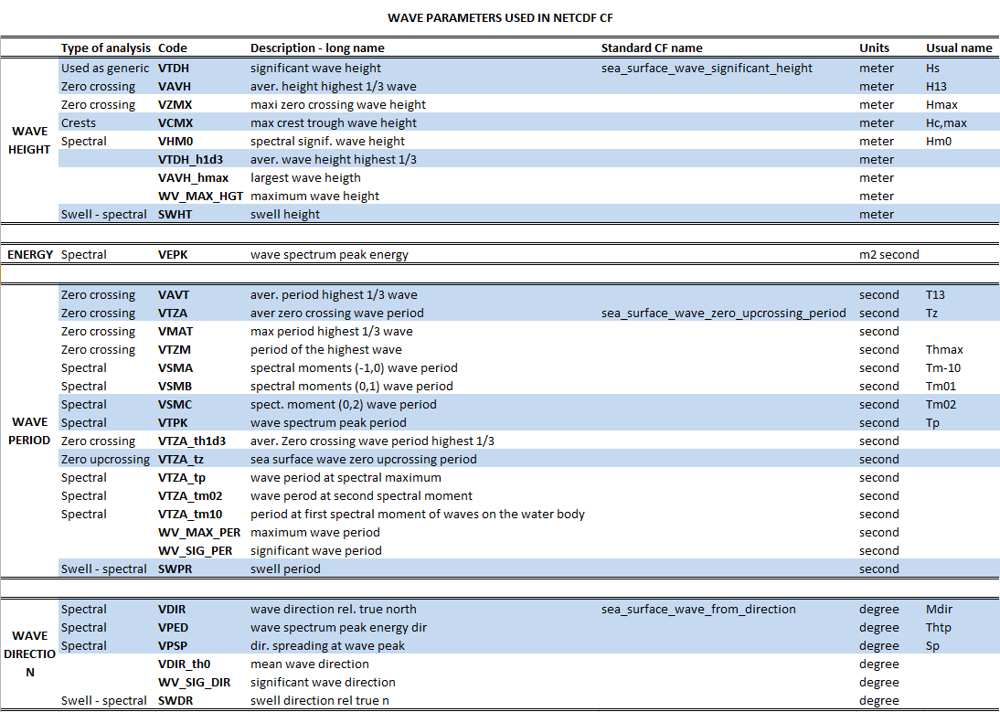 WAVE PARAMETERS USED IN NETCDF CF
Type of analysis Code Description - long name Standard CF name Units Usual name
WAVE HEIGHT
Used as generic VTDH significant wave height sea_surface_wave_significant_height meter Hs
Zero crossing VAVH aver. height highest 1/3 wave meter H13
Zero crossing VZMX maxi zero crossing wave height meter Hmax
Crests VCMX max crest trough wave height meter Hc,max
Spectral VHM0 spectral signif. wave height meter Hm0
VTDH_h1d3 aver. wave height highest 1/3 meter
VAVH_hmax largest wave heigth meter
WV_MAX_HGT maximum wave height meter
Swell - spectral SWHT swell height meter
ENERGY Spectral VEPK wave spectrum peak energy m2 second
WAVE PERIOD
Zero crossing VAVT aver. period highest 1/3 wave second T13
Zero crossing VTZA aver zero crossing wave period sea_surface_wave_zero_upcrossing_period second Tz
Zero crossing VMAT max period highest 1/3 wave second
Zero crossing VTZM period of the highest wave second Thmax
Spectral VSMA spectral moments (-1,0) wave period second Tm-10
Spectral VSMB spectral moments (0,1) wave period second Tm01
Spectral VSMC spect. moment (0,2) wave period second Tm02
Spectral VTPK wave spectrum peak period second Tp
Zero crossing VTZA_th1d3 aver. Zero crossing wave period highest 1/3 second
Zero upcrossing VTZA_tz sea surface wave zero upcrossing period second
Spectral VTZA_tp wave period at spectral maximum second
Spectral VTZA_tm02 wave perod at second spectral moment second
Spectral VTZA_tm10 period at first spectral moment of waves on the water body second
WV_MAX_PER maximum wave period second
WV_SIG_PER significant wave period second
Swell - spectral SWPR swell period second
WAVE DIRECTIO N
Spectral VDIR wave direction rel. true north sea_surface_wave_from_direction degree Mdir
Spectral VPED wave spectrum peak energy dir degree Thtp
Spectral VPSP dir. spreading at wave peak degree Sp
VDIR_th0 mean wave direction degree
WV_SIG_DIR significant wave direction degree
Swell - spectral SWDR swell direction rel true n degree